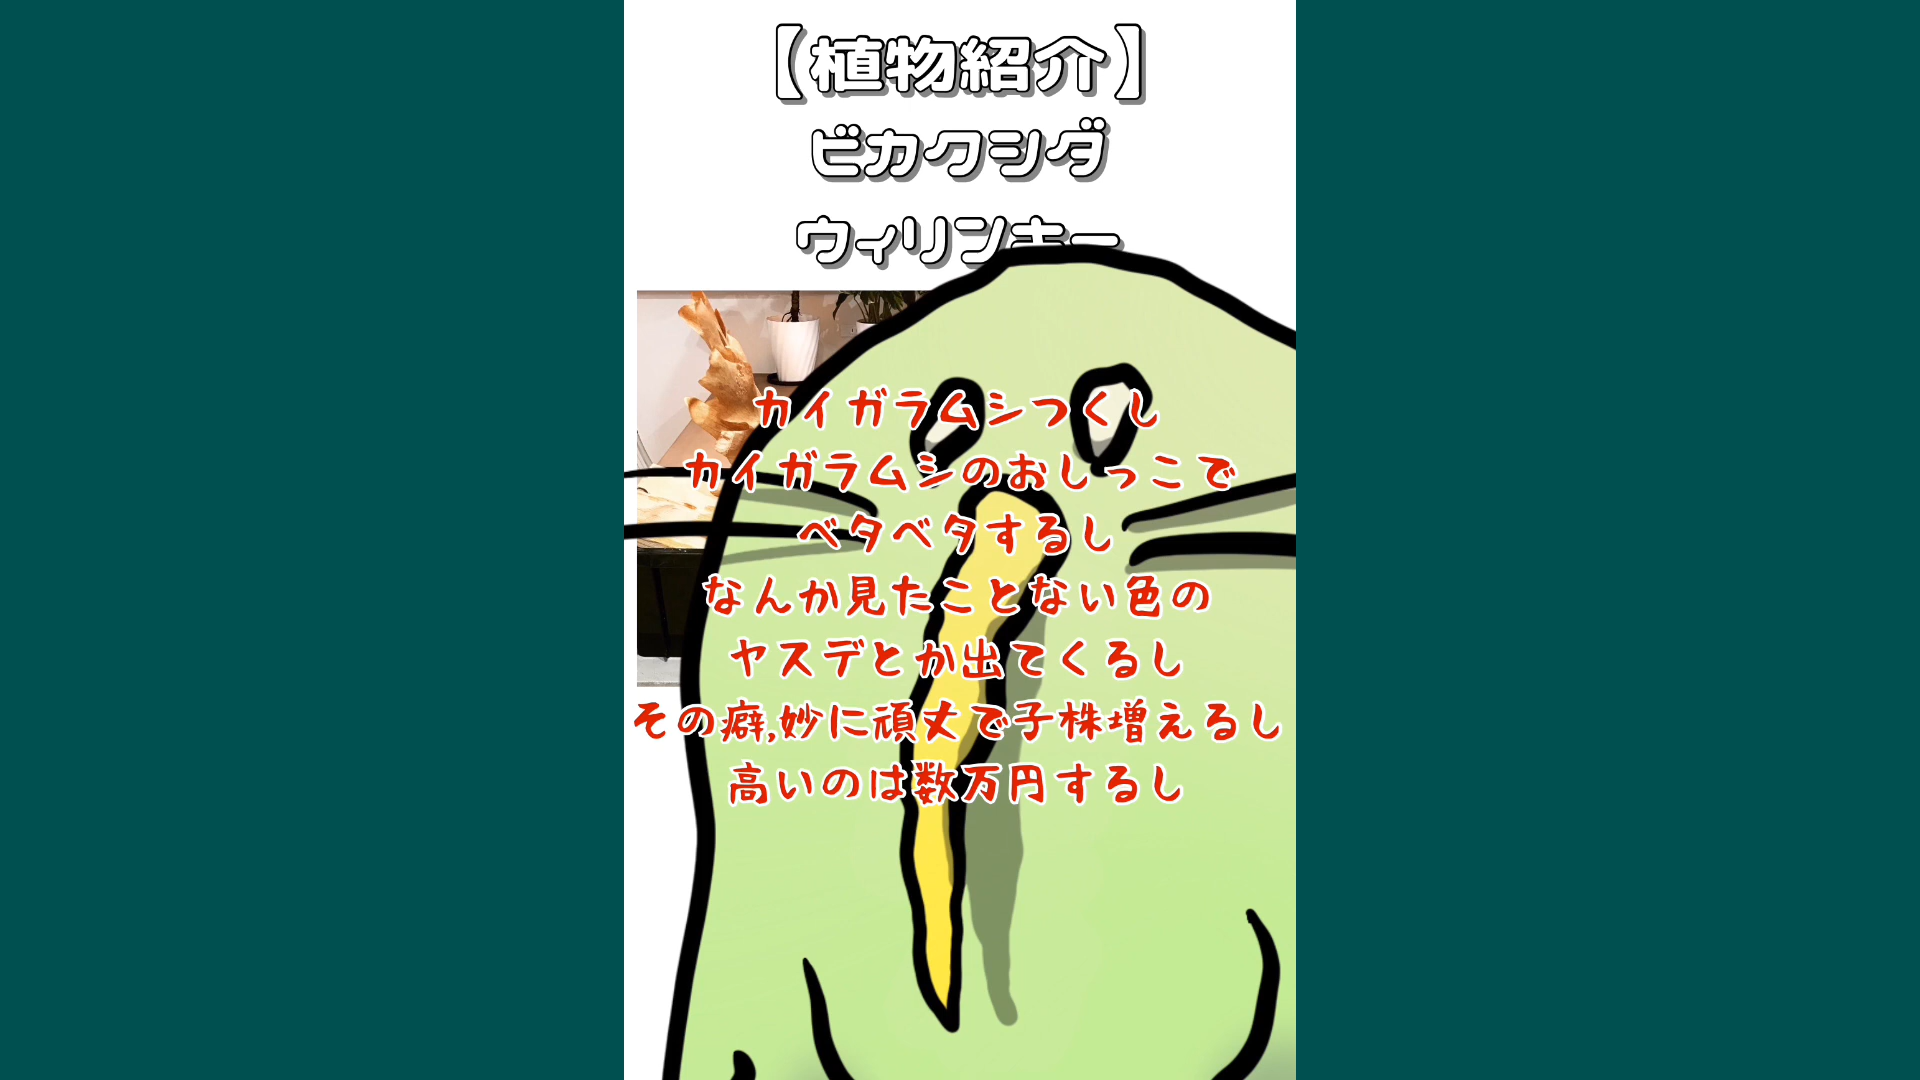 【植物紹介】
ビカクシダ
ウィリンキー
カイガラムシつくし
カイガラムシのおしっこで
ベタベタするし
なんか見たことない色の
ヤスデとか出てくるし
その癖,妙に頑丈で子株増えるし
高いのは数万円するし